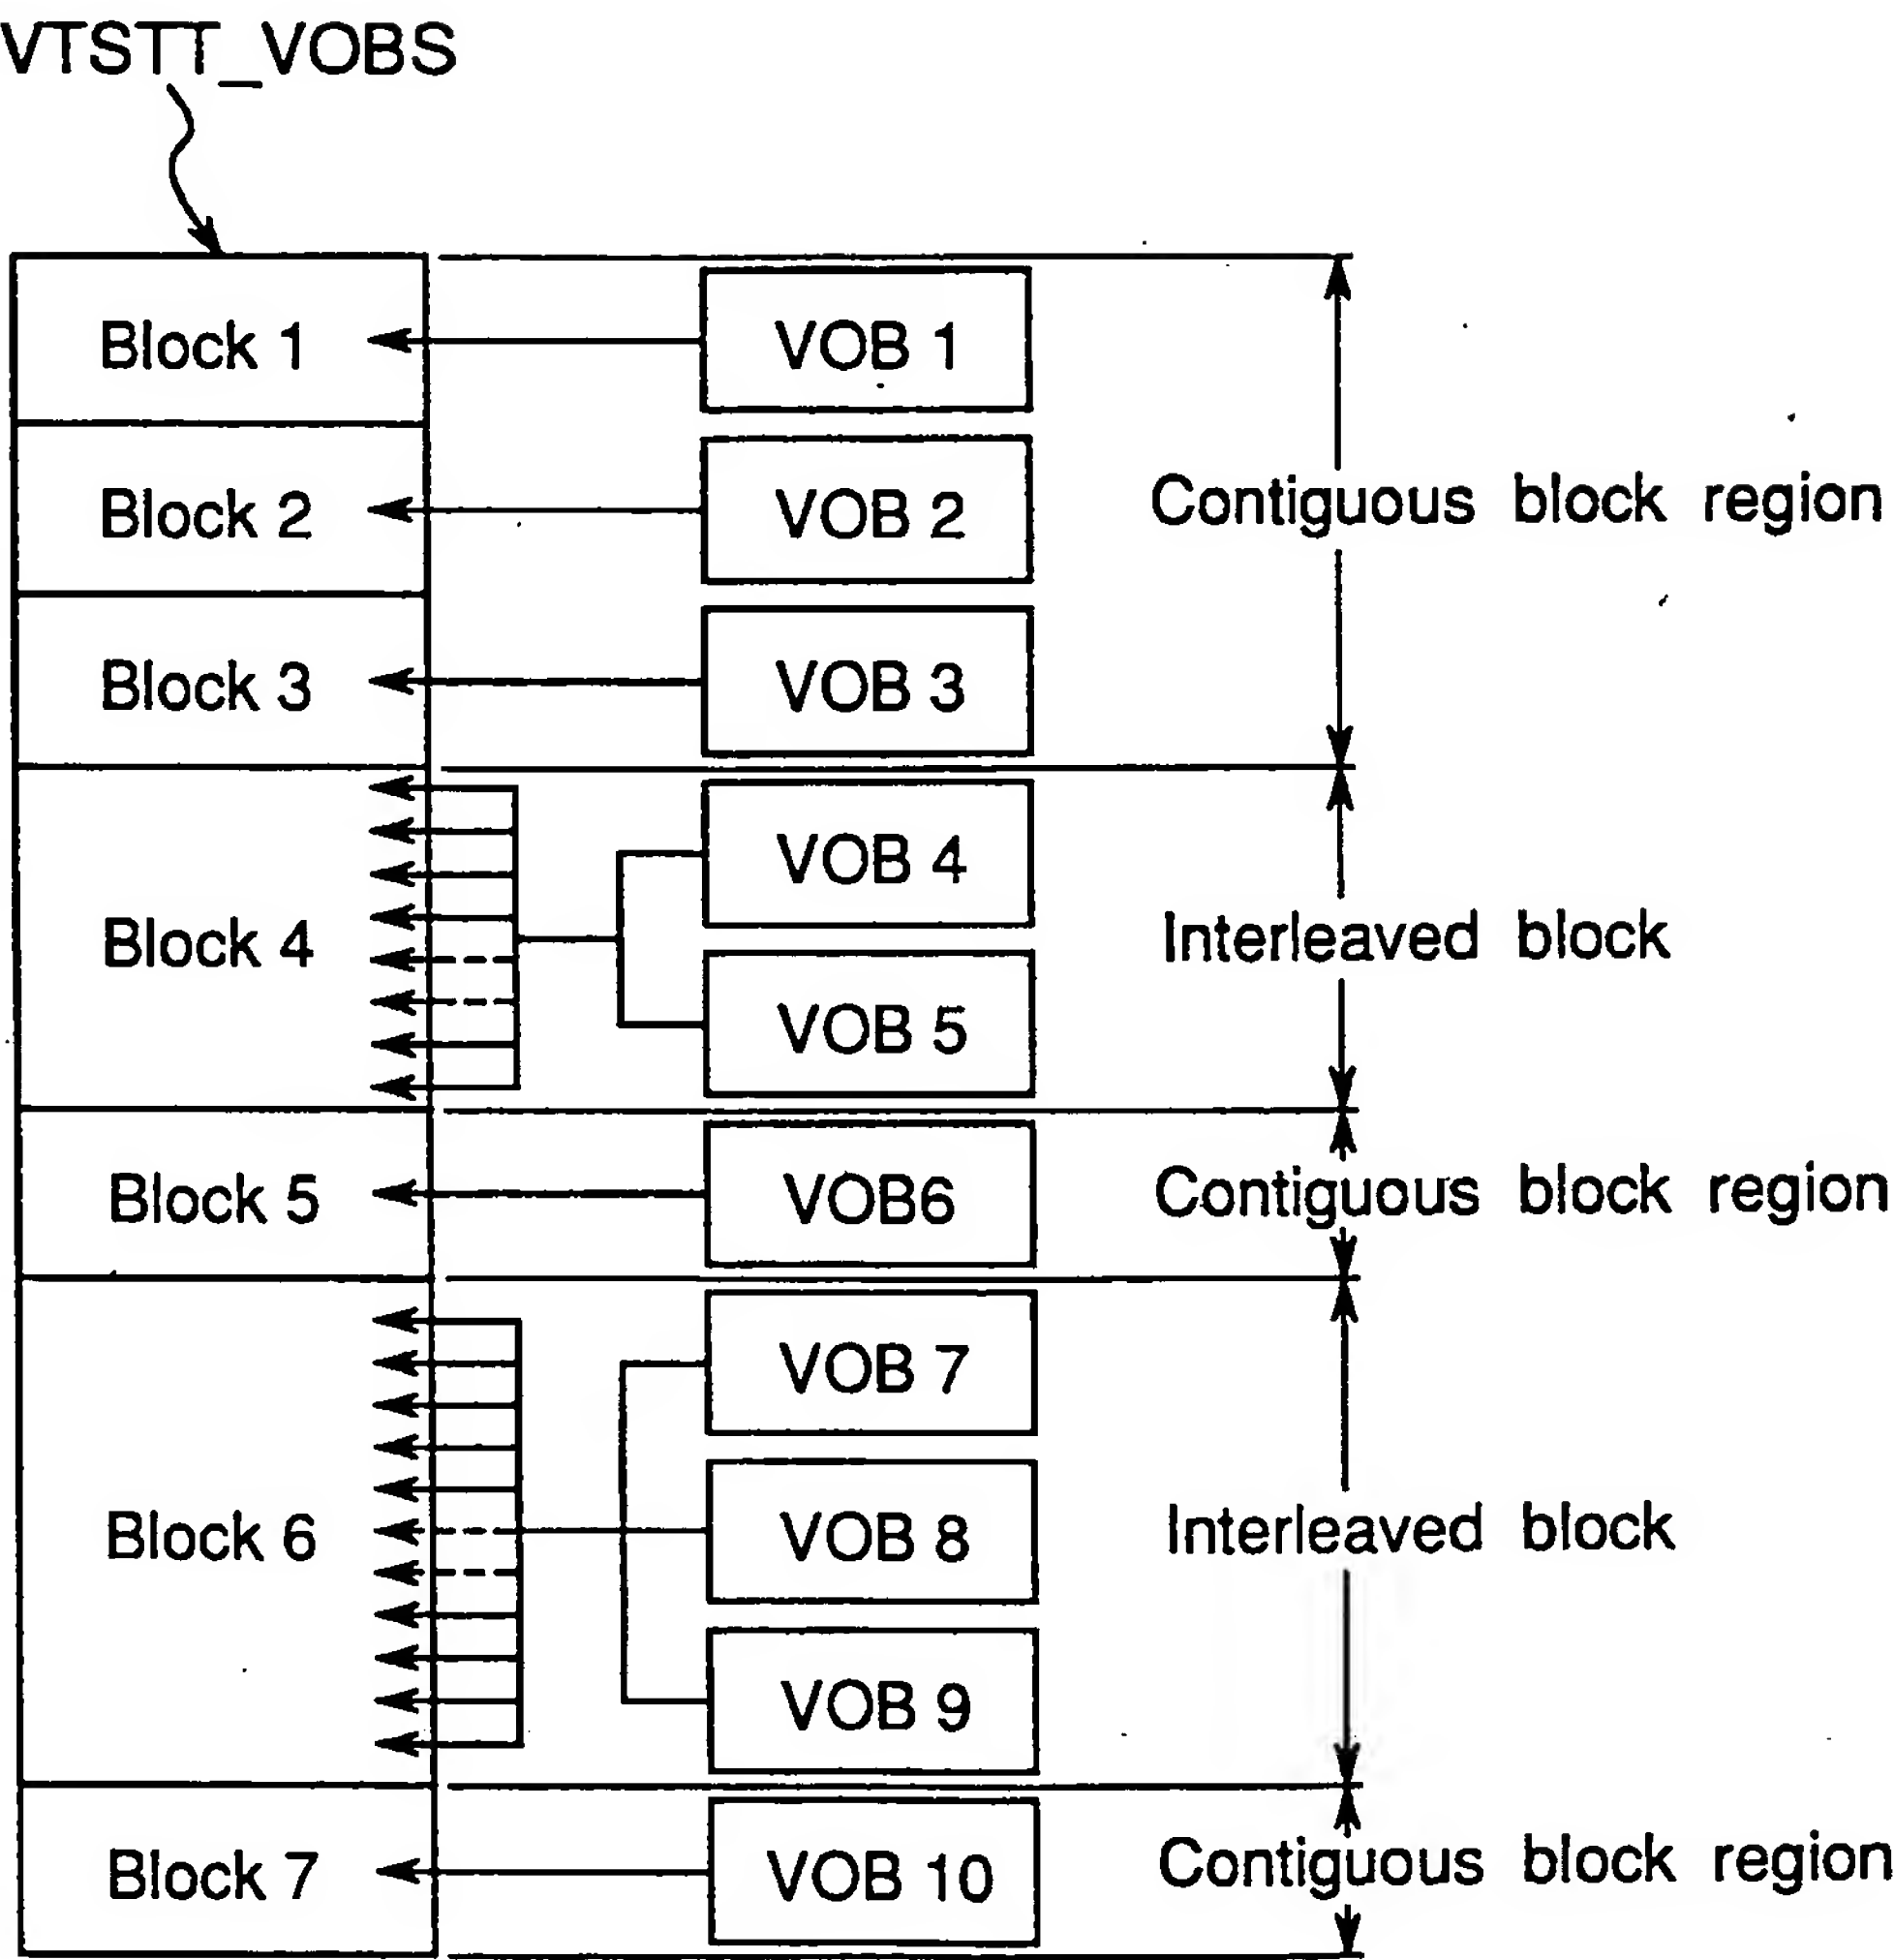 VTSTT_VOBS
Block 1
VOB 1
Block 2
VOB 2
Contiguous block region
Block 3
VOB 3
VOB 4
Block 4
Interleaved block
VOB 5
Block 5
VOB6
Contiguous block region
VOB 7
Block 6
VOB 8
Interleaved block
VOB 9
Block 7
VOB 10
Contiguous block region